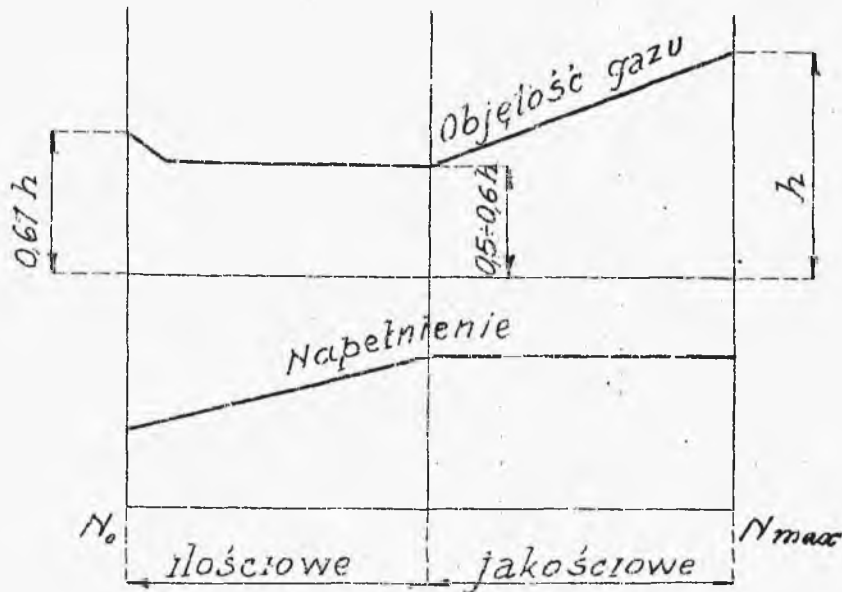 Objętość gazu
0,67 h
0,5÷0,6h
h
Napełnienie
N₀
Nmax
ilościowe
jakościowe